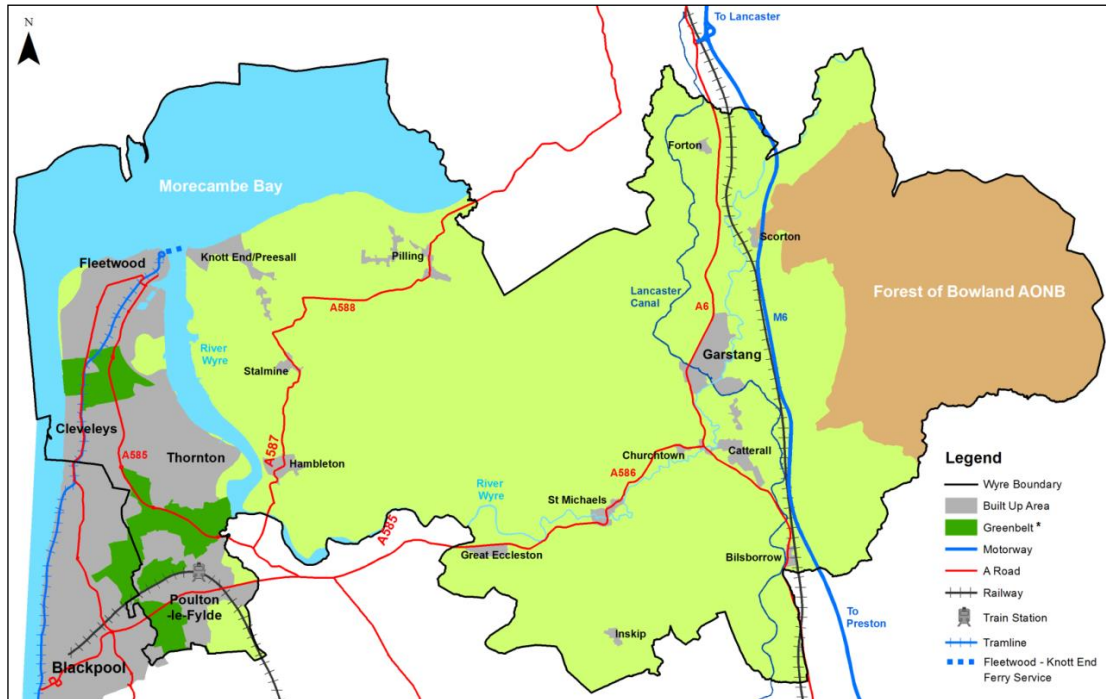 N
To Lancaster
Morecambe Bay
Forton
Fleetwood
Knott End/Preesall
Pilling
Scorton
Lancaster
Canal
A6
Forest of Bowland AONB
A588
M6
River
Wyre
Garstang
Stalmine
Cleveleys
A585
Thornton
A587
Hambleton
Churchtown
Catterall
A586
St Michaels
River
Wyre
A585
Great Eccleston
Bilsborrow
Poulton
-le-Fylde
To
Preston
Inskip
Blackpool
Legend
Wyre Boundary
Built Up Area
Greenbelt *
Motorway
A Road
Railway
Train Station
Tramline
Fleetwood - Knott End
Ferry Service